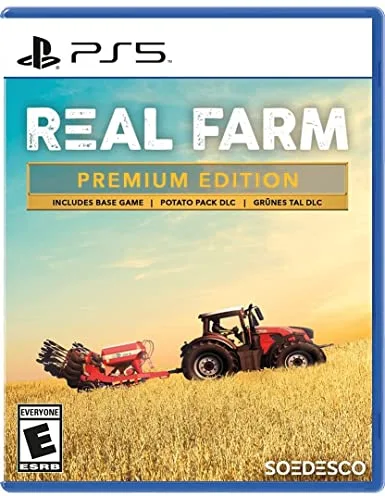 PS5
REAL FARM
PREMIUM EDITION
INCLUDES BASE GAME | POTATO PACK DLC | GRÜNES TAL DLC
EVERYONE
E
ESRB
SOEDESCO